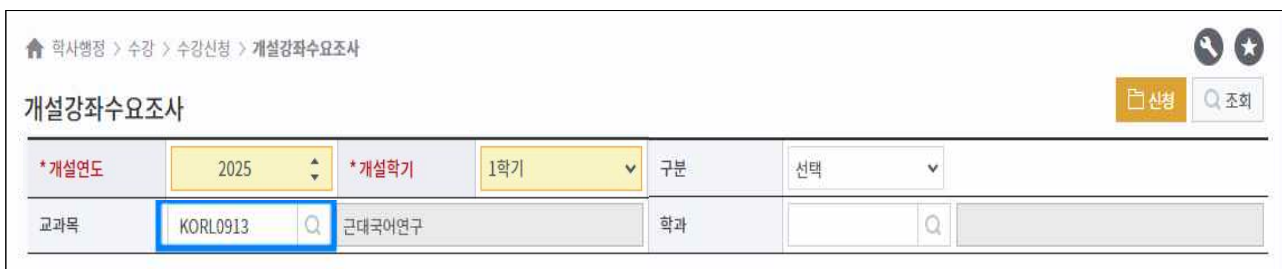 학사행정 > 수강 > 수강신청 > 개설강좌수요조사
개설강좌수요조사 신청 조회
*개설연도 2025 *개설학기 1학기 구분 선택
교과목 KORL0913 근대국어연구 학과